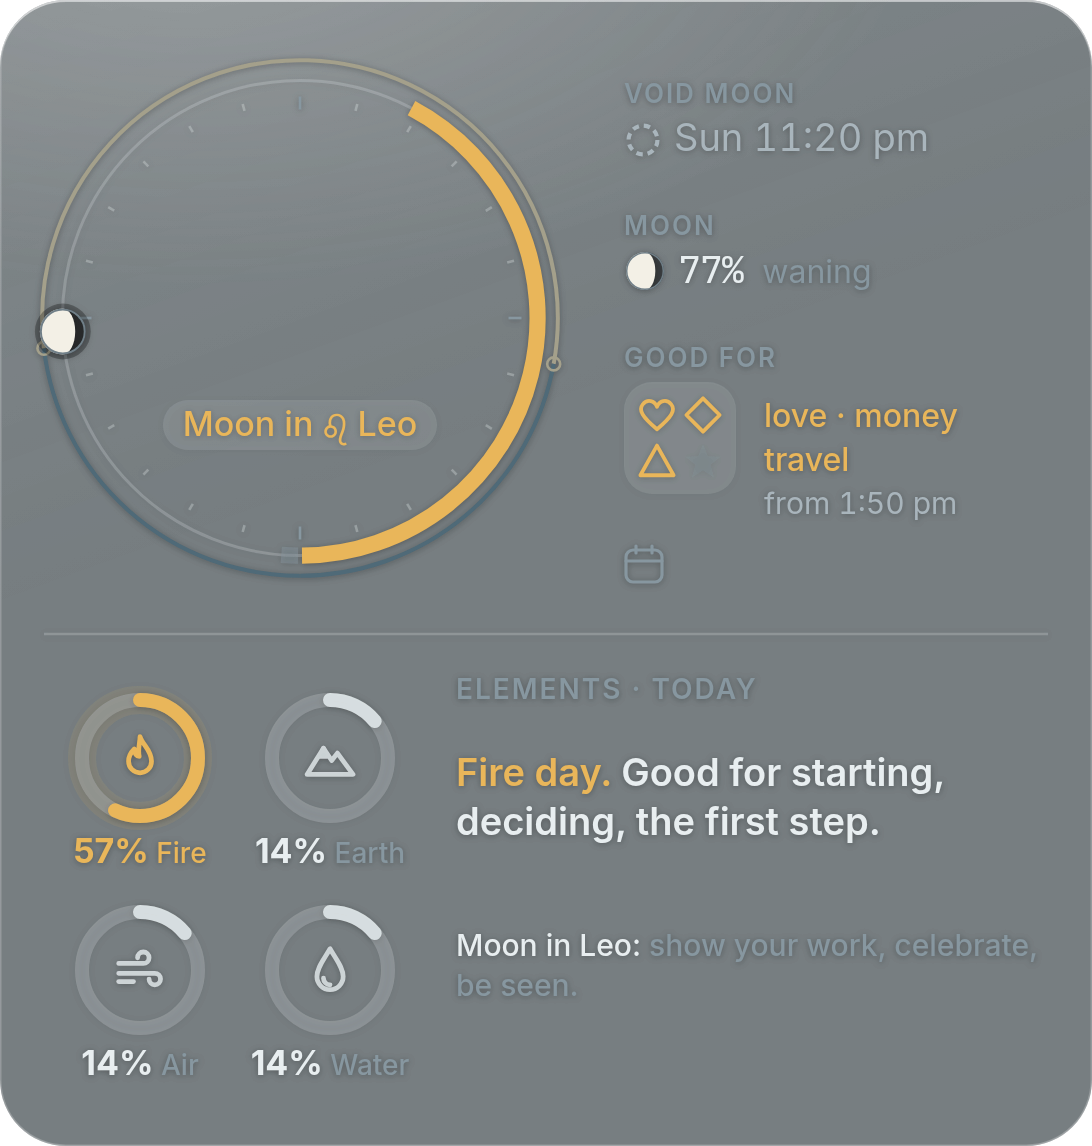 VOID MOON
Sun 11:20 pm
MOON
77% waning
Moon in ♌ Leo
GOOD FOR
love · money
travel
from 1:50 pm
ELEMENTS · TODAY
57% Fire
14% Earth
Fire day. Good for starting,
deciding, the first step.
14% Air
14% Water
Moon in Leo: show your work, celebrate,
be seen.